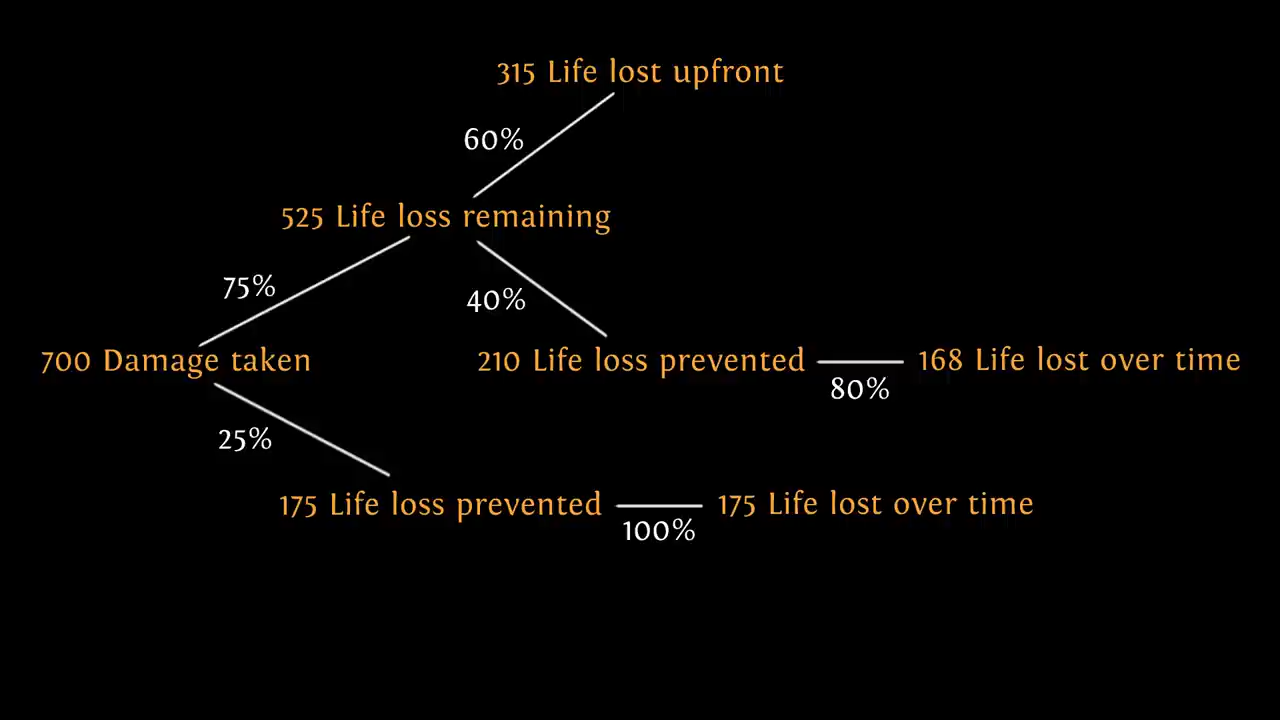 315 Life lost upfront
60%
525 Life loss remaining
75%
40%
700 Damage taken
210 Life loss prevented
168 Life lost over time
80%
25%
175 Life loss prevented
175 Life lost over time
100%